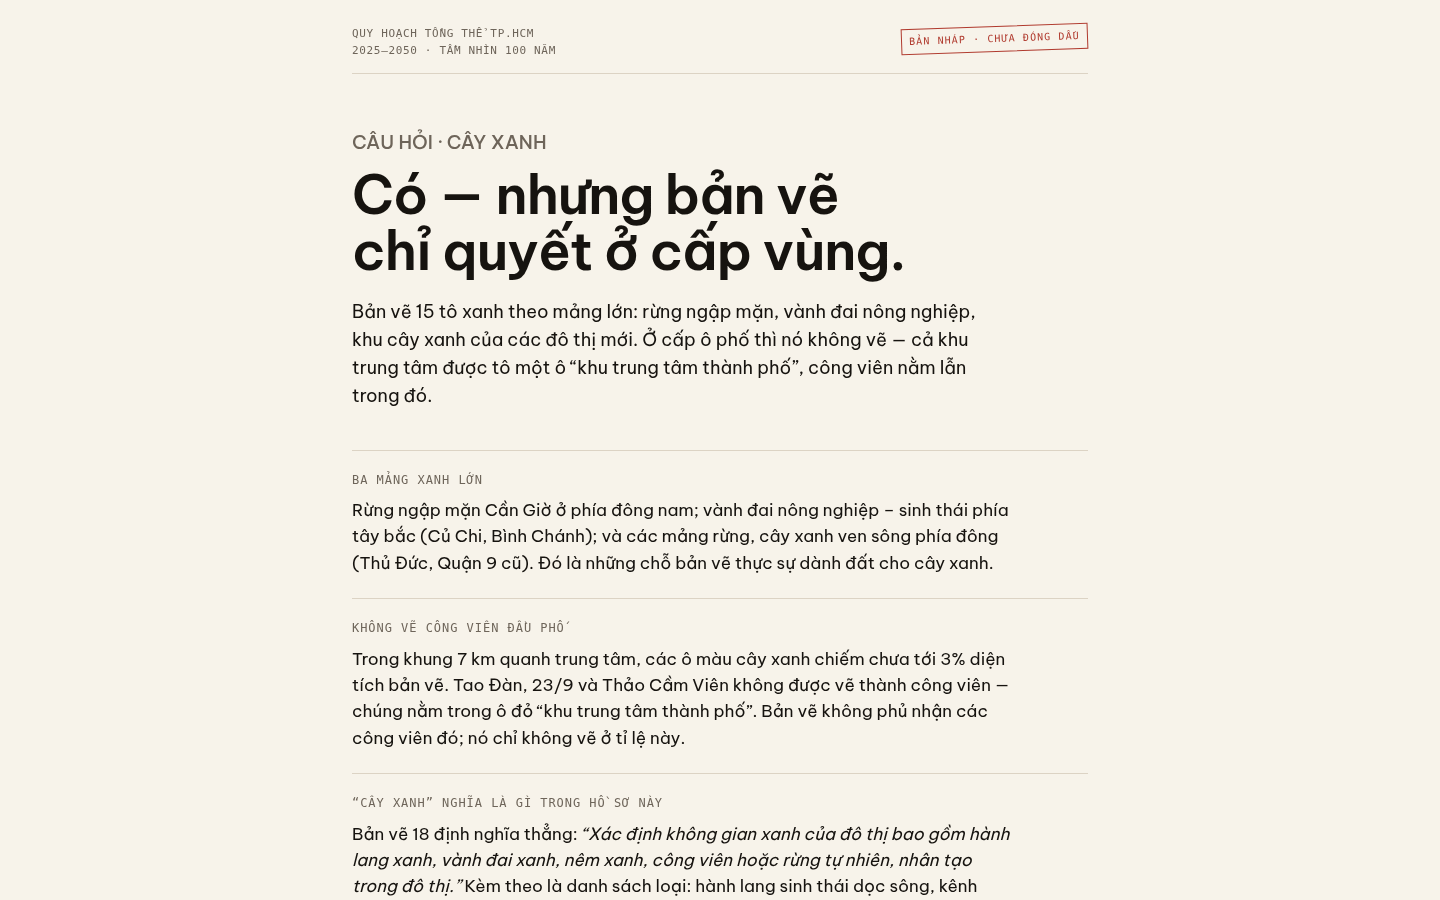 QUY HOẠCH TỔNG THỂ TP.HCM
2025–2050 · TẦM NHÌN 100 NĂM
BẢN NHÁP · CHƯA ĐÓNG DẤU
CÂU HỎI · CÂY XANH
Có — nhưng bản vẽ
chỉ quyết ở cấp vùng.
Bản vẽ 15 tô xanh theo mảng lớn: rừng ngập mặn, vành đai nông nghiệp,
khu cây xanh của các đô thị mới. Ở cấp ô phố thì nó không vẽ — cả khu
trung tâm được tô một ô “khu trung tâm thành phố”, công viên nằm lẫn
trong đó.
BA MẢNG XANH LỚN
Rừng ngập mặn Cần Giờ ở phía đông nam; vành đai nông nghiệp – sinh thái phía
tây bắc (Củ Chi, Bình Chánh); và các mảng rừng, cây xanh ven sông phía đông
(Thủ Đức, Quận 9 cũ). Đó là những chỗ bản vẽ thực sự dành đất cho cây xanh.
KHÔNG VẼ CÔNG VIÊN ĐẦU PHỐ
Trong khung 7 km quanh trung tâm, các ô màu cây xanh chiếm chưa tới 3% diện
tích bản vẽ. Tao Đàn, 23/9 và Thảo Cầm Viên không được vẽ thành công viên —
chúng nằm trong ô đỏ “khu trung tâm thành phố”. Bản vẽ không phủ nhận các
công viên đó; nó chỉ không vẽ ở tỉ lệ này.
“CÂY XANH” NGHĨA LÀ GÌ TRONG HỒ SƠ NÀY
Bản vẽ 18 định nghĩa thẳng: “Xác định không gian xanh của đô thị bao gồm hành
lang xanh, vành đai xanh, nêm xanh, công viên hoặc rừng tự nhiên, nhân tạo
trong đô thị.” Kèm theo là danh sách loại: hành lang sinh thái dọc sông, kênh